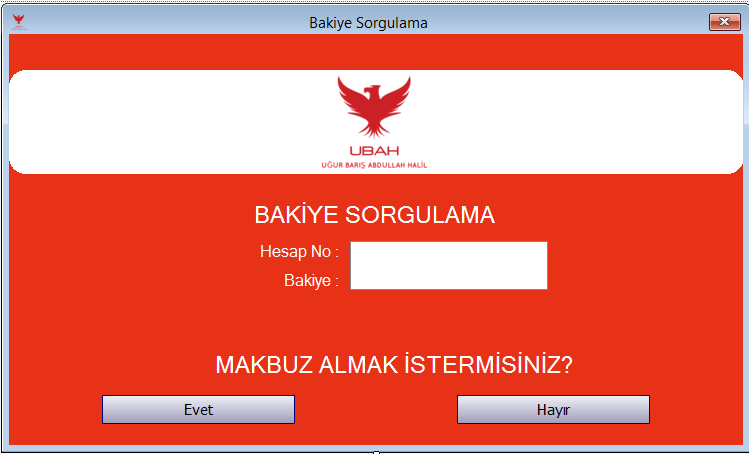 Bakiye Sorgulama
UBAH
UĞUR BARIŞ ABDULLAH HALİL
BAKİYE SORGULAMA
Hesap No :
Bakiye :
MAKBUZ ALMAK İSTERMİSİNİZ?
Evet
Hayır